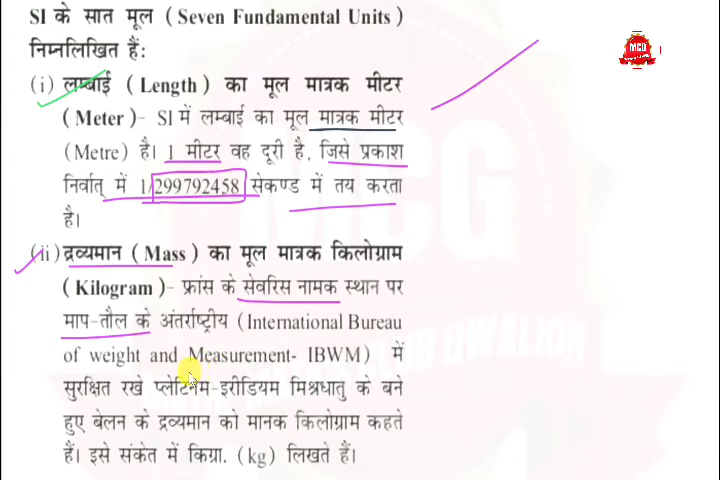 SI के सात मूल (Seven Fundamental Units)
निम्नलिखित हैं:
(i) लम्बाई (Length) का मूल मात्रक मीटर
(Meter)- SI में लम्बाई का मूल मात्रक मीटर
(Metre) है। 1 मीटर वह दूरी है, जिसे प्रकाश
निर्वात् में 1/299792458 सेकण्ड में तय करता
है।
(ii) द्रव्यमान (Mass) का मूल मात्रक किलोग्राम
(Kilogram)- फ्रांस के सेवरिस नामक स्थान पर
माप-तौल के अंतर्राष्ट्रीय (International Bureau
of weight and Measurement- IBWM) में
सुरक्षित रखे प्लेटिनम-इरीडियम मिश्रधातु के बने
हुए बेलन के द्रव्यमान को मानक किलोग्राम कहते
हैं। इसे संकेत में किग्रा. (kg) लिखते हैं।
MCG